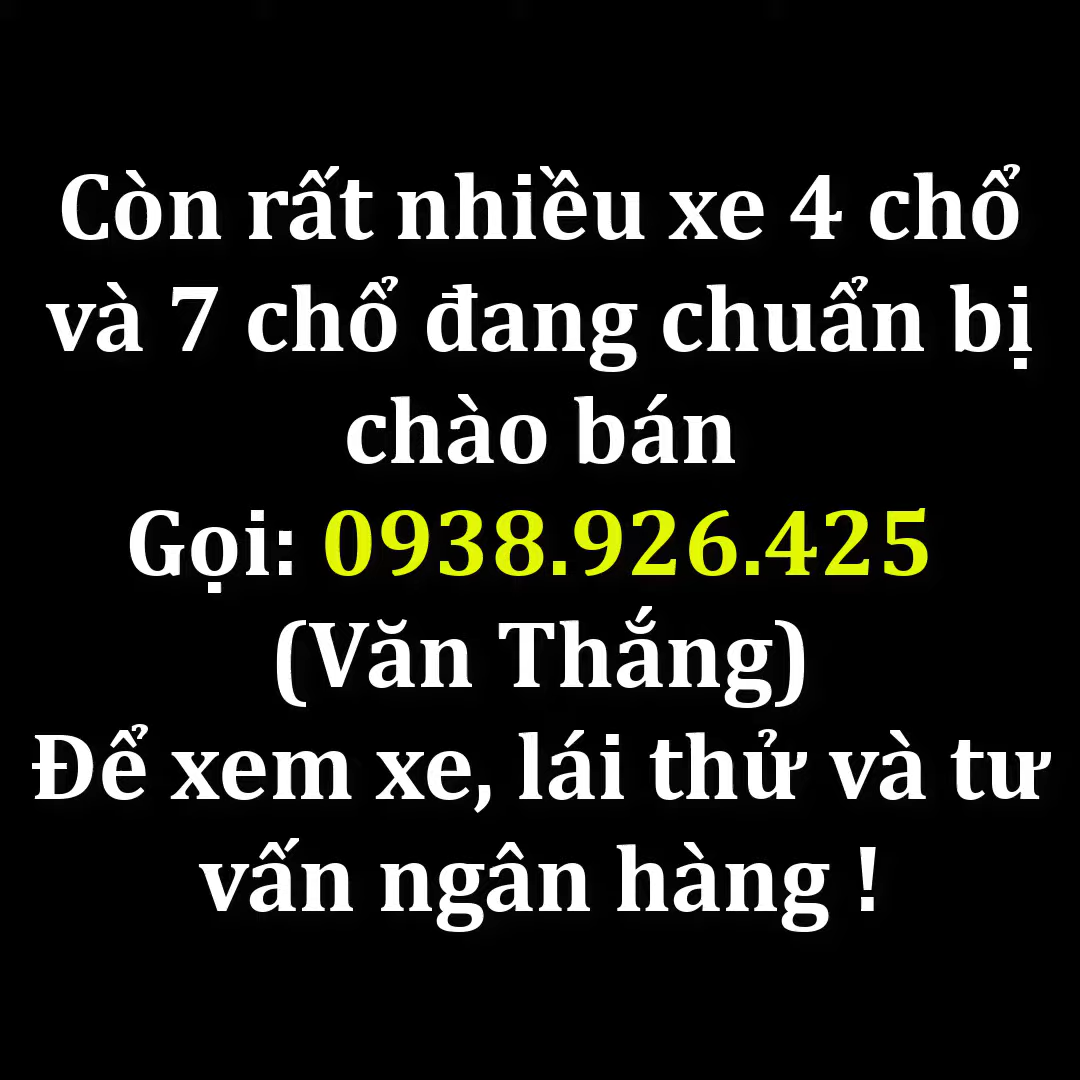 Còn rất nhiều xe 4 chổ
và 7 chổ đang chuẩn bị
chào bán
Gọi: 0938.926.425
(Văn Thắng)
Để xem xe, lái thử và tư
vấn ngân hàng !